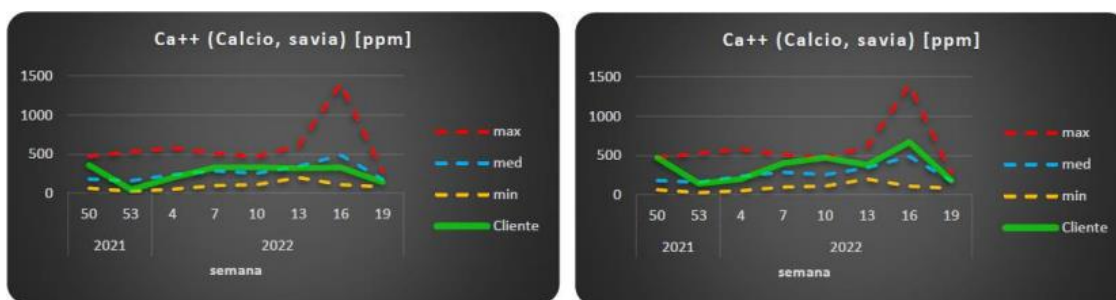 Ca++ (Calcio, savia) [ppm]
1500
1000
500
0
50 53 4 7 10 13 16 19
2021 2022
semana
max
med
min
Cliente
Ca++ (Calcio, savia) [ppm]
1500
1000
500
0
50 53 4 7 10 13 16 19
2021 2022
semana
max
med
min
Cliente